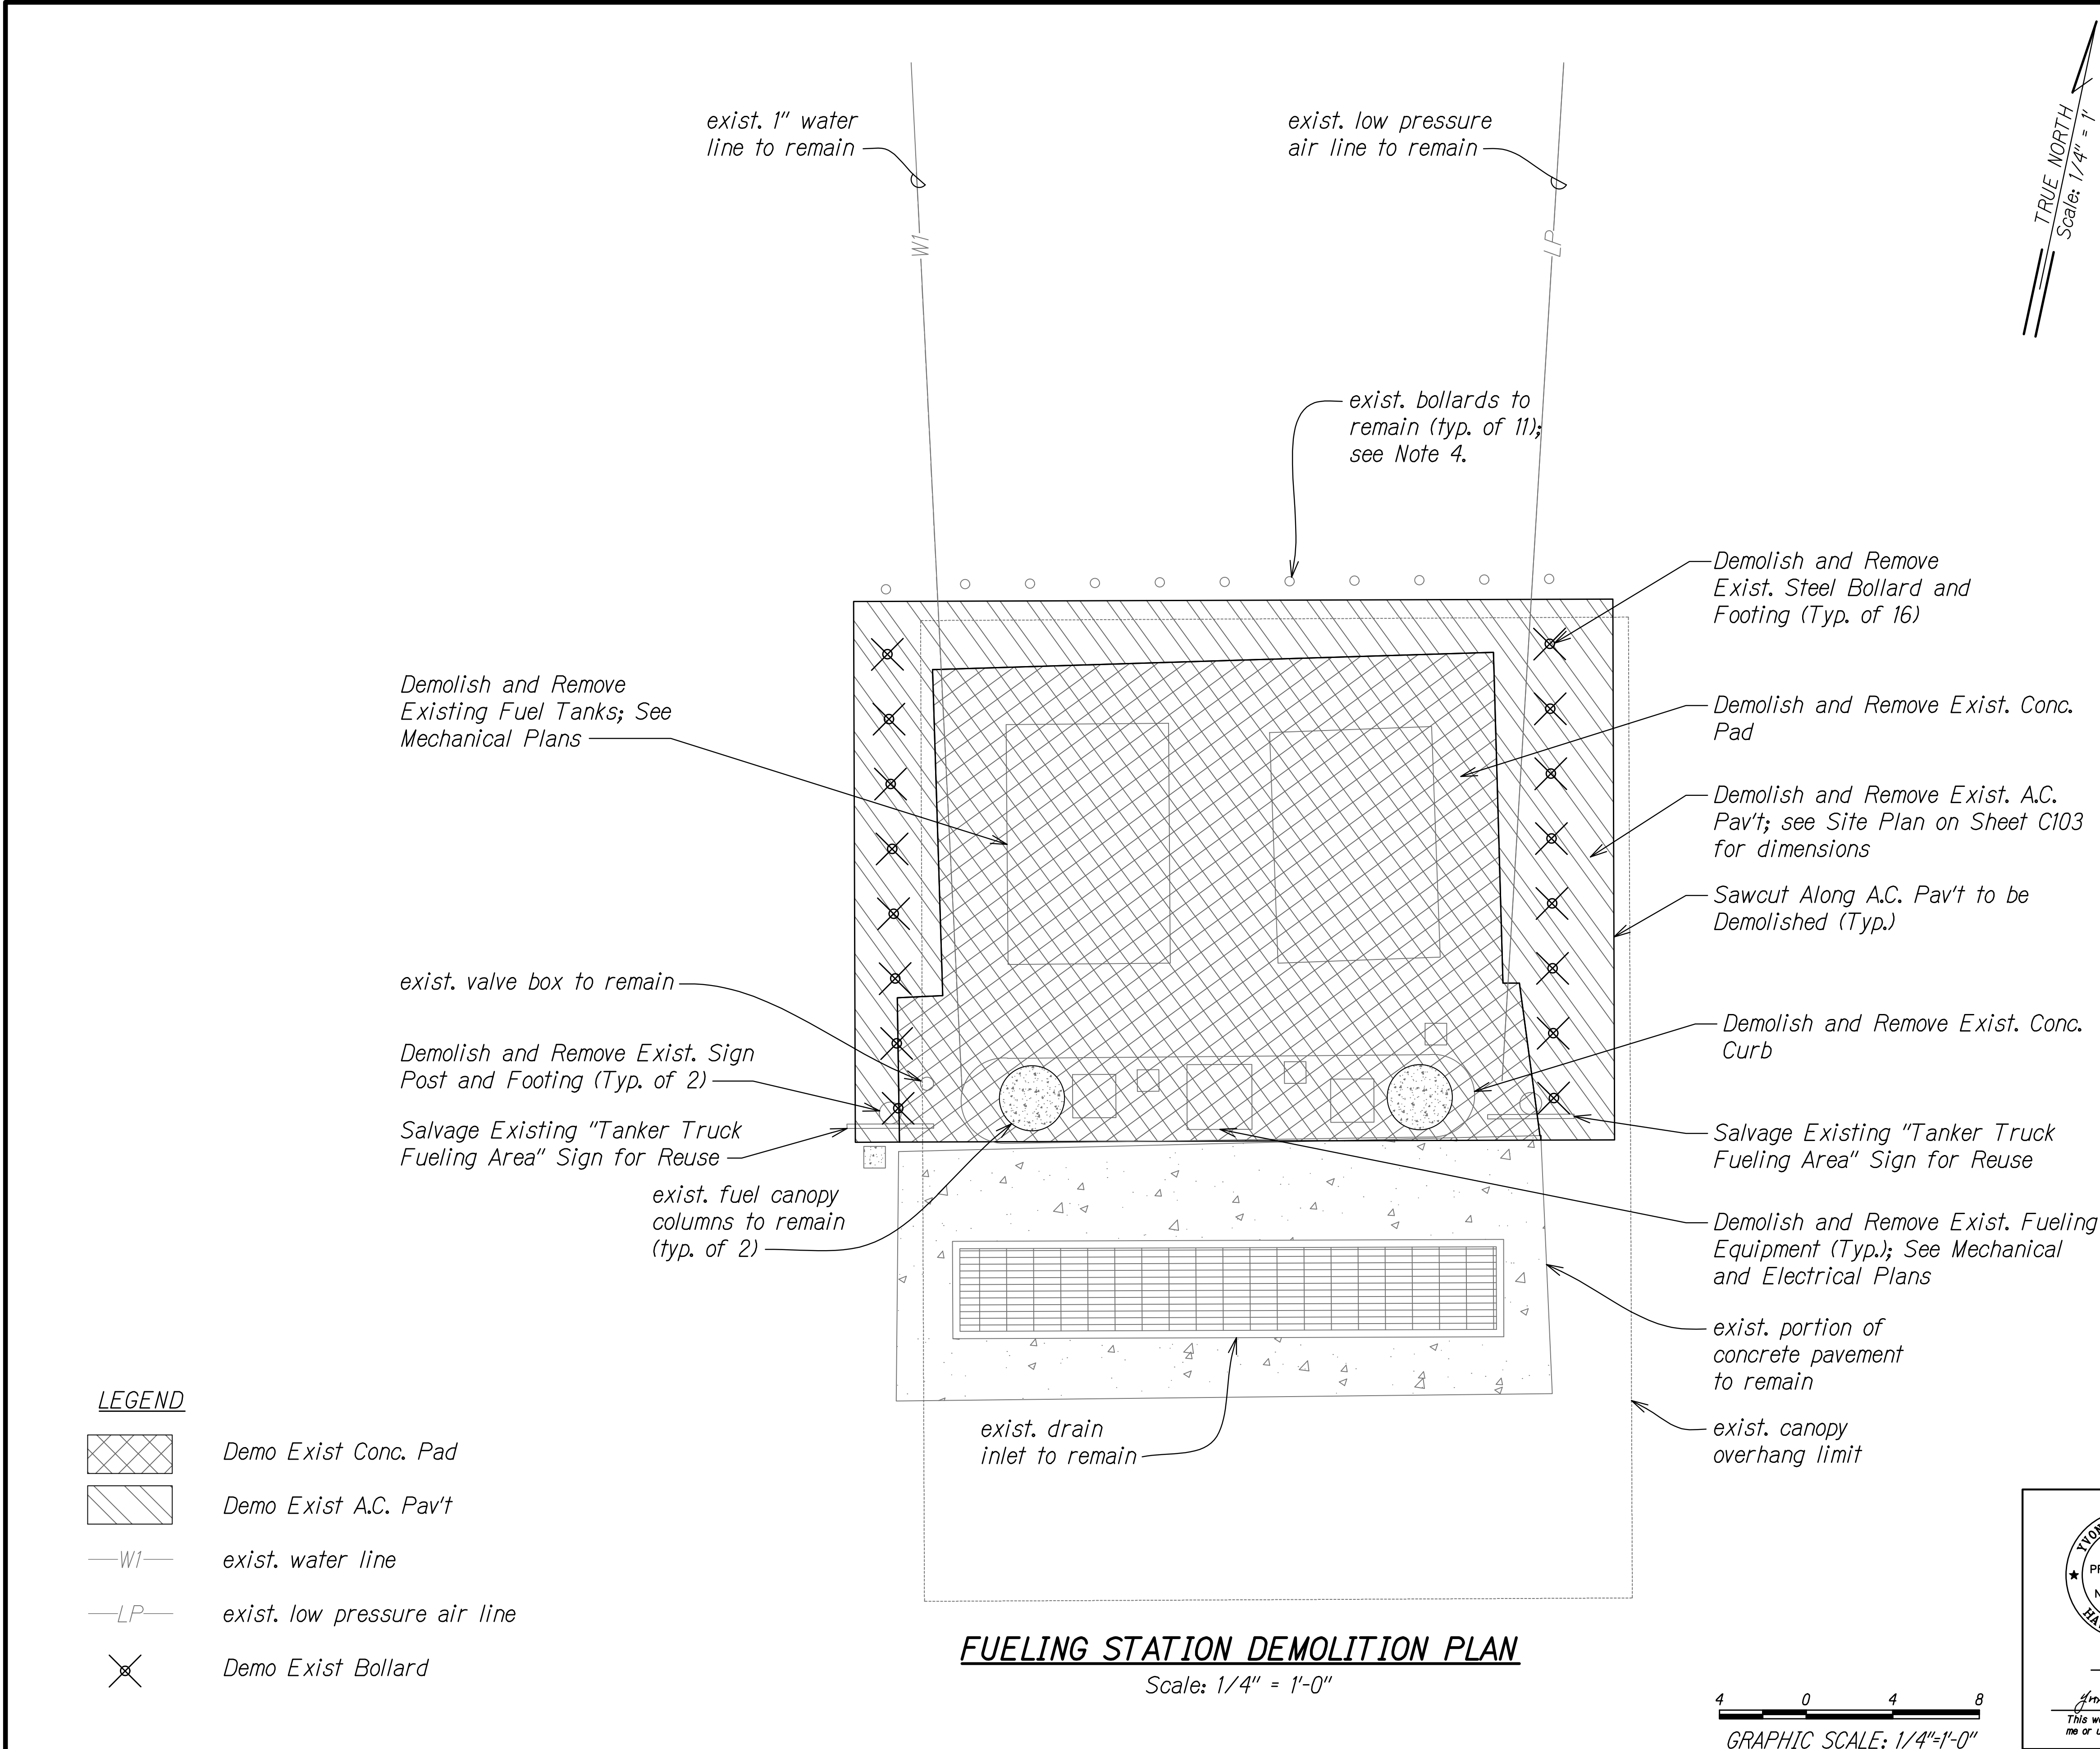 exist. 1" water
line to remain
exist. low pressure
air line to remain
TRUE NORTH
Scale: 1/4" = 1'
W1
LP
exist. bollards to
remain (typ. of 11);
see Note 4.
Demolish and Remove
Exist. Steel Bollard and
Footing (Typ. of 16)
Demolish and Remove
Existing Fuel Tanks; See
Mechanical Plans
Demolish and Remove Exist. Conc.
Pad
Demolish and Remove Exist. A.C.
Pav't; see Site Plan on Sheet C103
for dimensions
Sawcut Along A.C. Pav't to be
Demolished (Typ.)
exist. valve box to remain
Demolish and Remove Exist. Conc.
Curb
Demolish and Remove Exist. Sign
Post and Footing (Typ. of 2)
Salvage Existing "Tanker Truck
Fueling Area" Sign for Reuse
Salvage Existing "Tanker Truck
Fueling Area" Sign for Reuse
exist. fuel canopy
columns to remain
(typ. of 2)
Demolish and Remove Exist. Fueling
Equipment (Typ.); See Mechanical
and Electrical Plans
exist. portion of
concrete pavement
to remain
exist. drain
inlet to remain
exist. canopy
overhang limit
LEGEND
Demo Exist Conc. Pad
Demo Exist A.C. Pav't
W1
exist. water line
LP
exist. low pressure air line
Demo Exist Bollard
FUELING STATION DEMOLITION PLAN
Scale: 1/4" = 1'-0"
4 0 4 8
GRAPHIC SCALE: 1/4"=1'-0"
This w
me or u